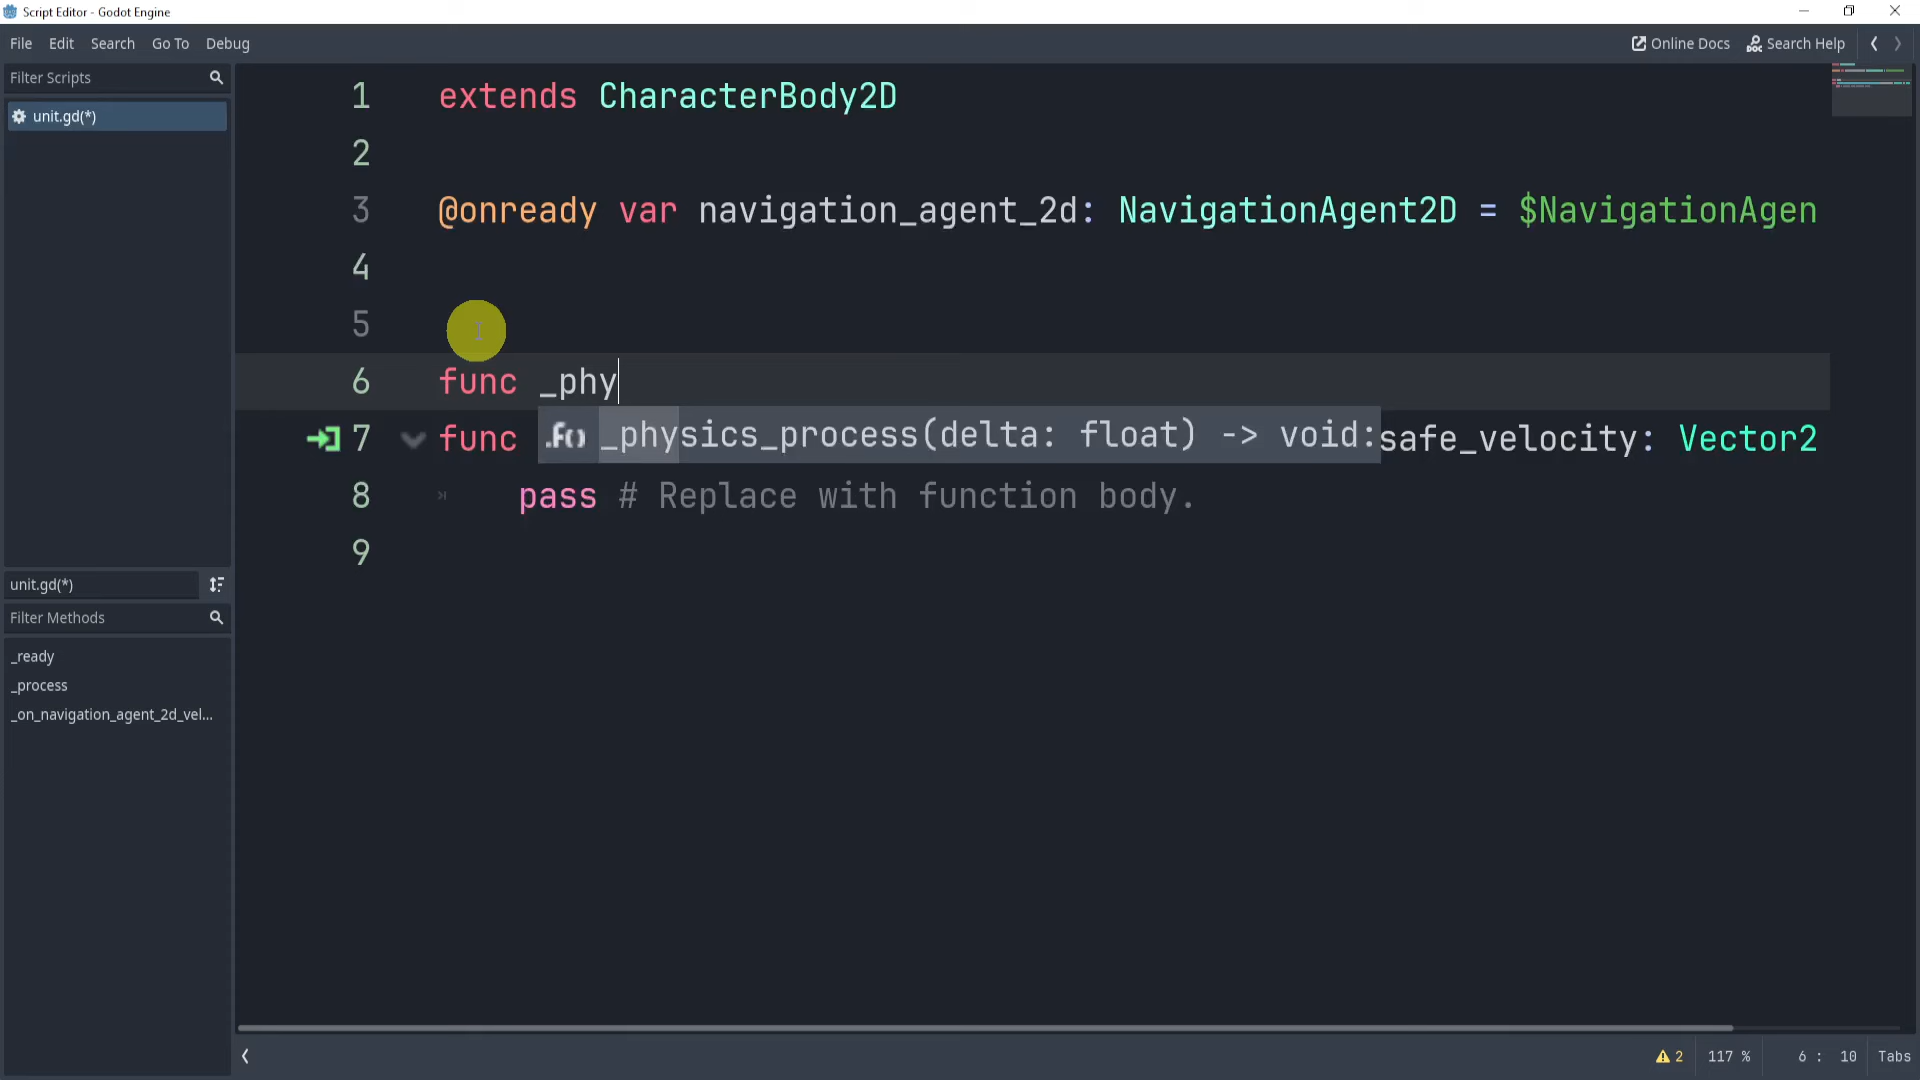 Script Editor - Godot Engine
File Edit Search Go To Debug
Online Docs Search Help
Filter Scripts
unit.gd(*)
1 extends CharacterBody2D
2
3 @onready var navigation_agent_2d: NavigationAgent2D = $NavigationAgen
4
5
6 func _phy
_physics_process(delta: float) -> void:
7 func safe_velocity: Vector2
8 pass # Replace with function body.
9
unit.gd(*)
Filter Methods
_ready
_process
_on_navigation_agent_2d_vel...
2 117 % 6 : 10 Tabs